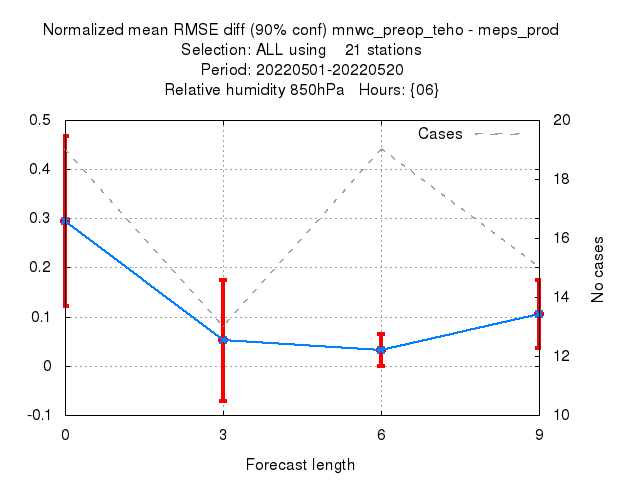 Normalized mean RMSE diff (90% conf) mnwc_preop_teho - meps_prod
Selection: ALL using    21 stations
Period: 20220501-20220520
Relative humidity 850hPa   Hours: {06}
Cases
0.5
0.4
0.3
0.2
0.1
0
-0.1
20
18
16
14
12
10
No cases
0 3 6 9
Forecast length